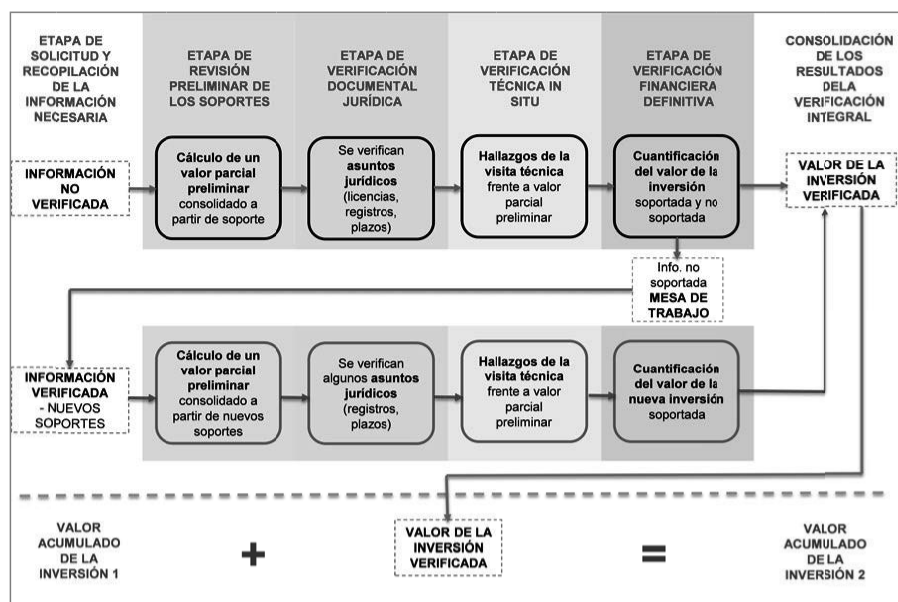 ETAPA DE
SOLICITUD Y
RECOPILACIÓN
DE LA
INFORMACIÓN
NECESARIA
ETAPA DE
REVISIÓN
PRELIMINAR DE
LOS SOPORTES
ETAPA DE
VERIFICACIÓN
DOCUMENTAL
JURÍDICA
ETAPA DE
VERIFICACIÓN
TÉCNICA IN
SITU
ETAPA DE
VERIFICACIÓN
FINANCIERA
DEFINITIVA
CONSOLIDACIÓN
DE LOS
RESULTADOS
DELA
VERIFICACIÓN
INTEGRAL
INFORMACIÓN
NO
VERIFICADA
Cálculo de un
valor parcial
preliminar
consolidado a
partir de soporte
Se verifican
asuntos
jurídicos
(licencias,
registros,
plazos)
Hallazgos de la
visita técnica
frente a valor
parcial
preliminar
Cuantificación
del valor de la
inversión
soportada y no
soportada
VALOR DE LA
INVERSIÓN
VERIFICADA
Info. no
soportada
MESA DE
TRABAJO
INFORMACIÓN
VERIFICADA
- NUEVOS
SOPORTES
Cálculo de un
valor parcial
preliminar
consolidado a
partir de nuevos
soportes
Se verifican
algunos asuntos
jurídicos
(registros,
plazos)
Hallazgos de la
visita técnica
frente a valor
parcial
preliminar
Cuantificación
del valor de la
nueva inversión
soportada
VALOR
ACUMULADO
DE LA
INVERSIÓN 1
+
VALOR DE LA
INVERSIÓN
VERIFICADA
=
VALOR
ACUMULADO
DE LA
INVERSIÓN 2